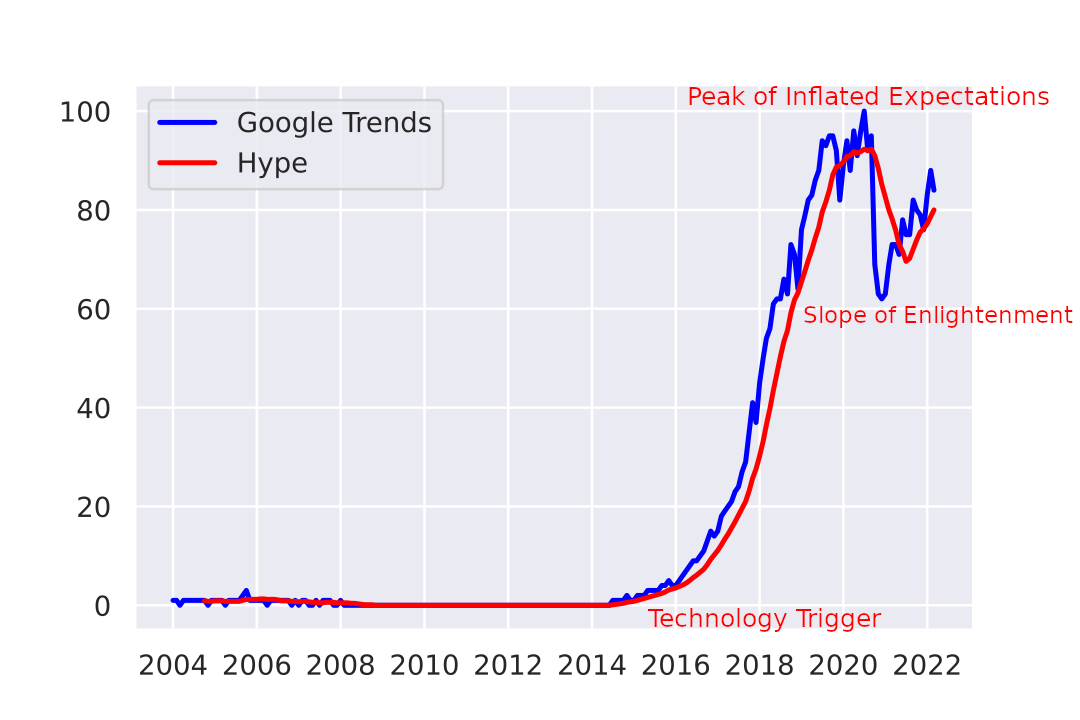 Peak of Inflated Expectations
100
Google Trends
Hype
80
60
Slope of Enlightenment
40
20
0
Technology Trigger
2004 2006 2008 2010 2012 2014 2016 2018 2020 2022